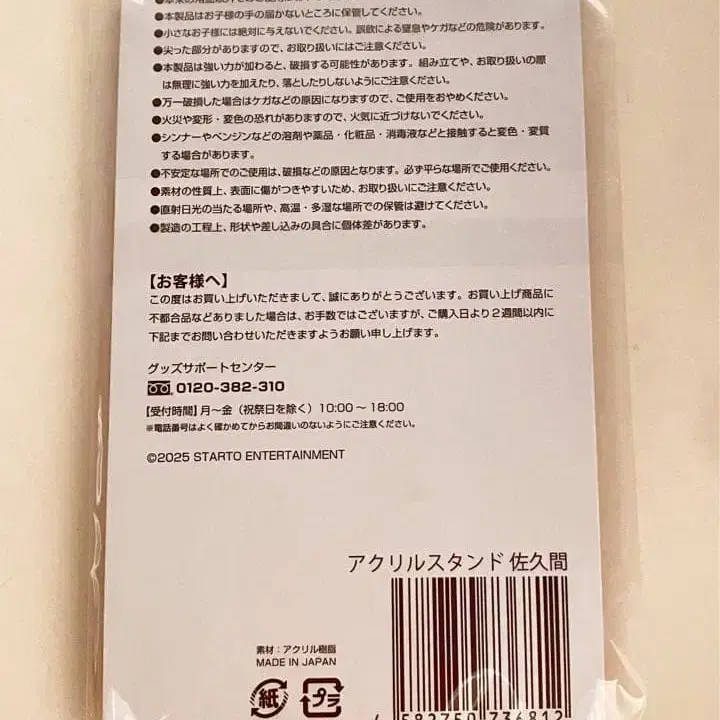 ●本製品はお子様の手の届かないところに保管してください。
●小さなお子様には絶対に与えないでください。誤飲による窒息やケガなどの危険があります。
●尖った部分がありますので、お取り扱いにはご注意ください。
●本製品は強い力が加わると、破損する可能性があります。組み立てや、お取り扱いの際
は無理に強い力を加えたり、落としたりしないようにご注意ください。
●万一破損した場合はケガなどの原因になりますので、ご使用をおやめください。
●火災や変形・変色の恐れがありますので、火気に近づけないでください。
●シンナーやベンジンなどの溶剤や薬品・化粧品・消毒液などと接触すると変色・変質
する場合があります。
●不安定な場所でのご使用は、破損などの原因となります。必ず平らな場所でご使用ください。
●素材の性質上、表面に傷がつきやすいため、お取り扱いにご注意ください。
●直射日光の当たる場所や、高温・多湿な場所での保管は避けてください。
●製造の工程上、形状や差し込みの具合に個体差があります。
【お客様へ】
この度はお買い上げいただきまして、誠にありがとうございます。お買い上げ商品に
不都合品などありました場合は、お手数ではございますが、ご購入日より2週間以内に
下記までお問い合わせいただきますようお願い申し上げます。
グッズサポートセンター
0120-382-310
【受付時間】月〜金（祝祭日を除く）10:00〜18:00
※電話番号はよく確かめてからお間違いのないようにご注意ください。
©2025 STARTO ENTERTAINMENT
アクリルスタンド 佐久間
素材：アクリル樹脂
MADE IN JAPAN
紙 プラ
4 582750 736812